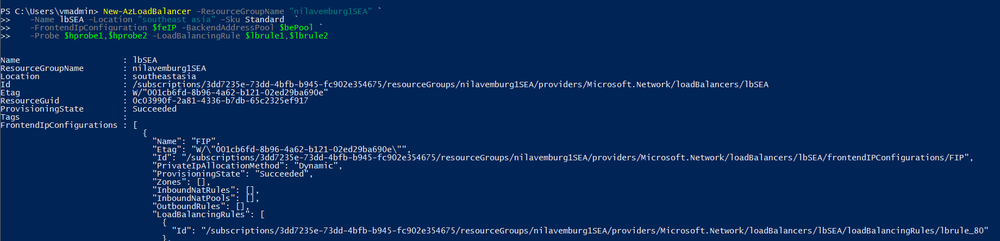 PS C:\Users\vmadmin> New-AzLoadBalancer -ResourceGroupName "nilavemburg1SEA" `
>>    -Name lbSEA -Location "southeast asia" -Sku Standard  `
>>    -FrontendIpConfiguration $feIP -BackendAddressPool $bePool `
>>    -Probe $hprobe1,$hprobe2 -LoadBalancingRule $lbrule1,$lbrule2
Name                     : lbSEA
ResourceGroupName        : nilavemburg1SEA
Location                 : southeastasia
Id                       : /subscriptions/3dd7235e-73dd-4bfb-b945-fc902e354675/resourceGroups/nilavemburg1SEA/providers/Microsoft.Network/loadBalancers/lbSEA
Etag                     : W/"001cb6fd-8b96-4a62-b121-02ed29ba690e"
ResourceGuid             : 0c03990f-2a81-4336-b7db-65c2325ef917
ProvisioningState        : Succeeded
Tags                     :
FrontendIpConfigurations : [
                             {
                               "Name": "FIP",
                               "Etag": "W/\"001cb6fd-8b96-4a62-b121-02ed29ba690e\"",
                               "Id": "/subscriptions/3dd7235e-73dd-4bfb-b945-fc902e354675/resourceGroups/nilavemburg1SEA/providers/Microsoft.Network/loadBalancers/lbSEA/frontendIPConfigurations/FIP",
                               "PrivateIpAllocationMethod": "Dynamic",
                               "ProvisioningState": "Succeeded",
                               "Zones": [],
                               "InboundNatRules": [],
                               "InboundNatPools": [],
                               "OutboundRules": [],
                               "LoadBalancingRules": [
                                 {
                                   "Id": "/subscriptions/3dd7235e-73dd-4bfb-b945-fc902e354675/resourceGroups/nilavemburg1SEA/providers/Microsoft.Network/loadBalancers/lbSEA/loadBalancingRules/lbrule_80"
                                 },